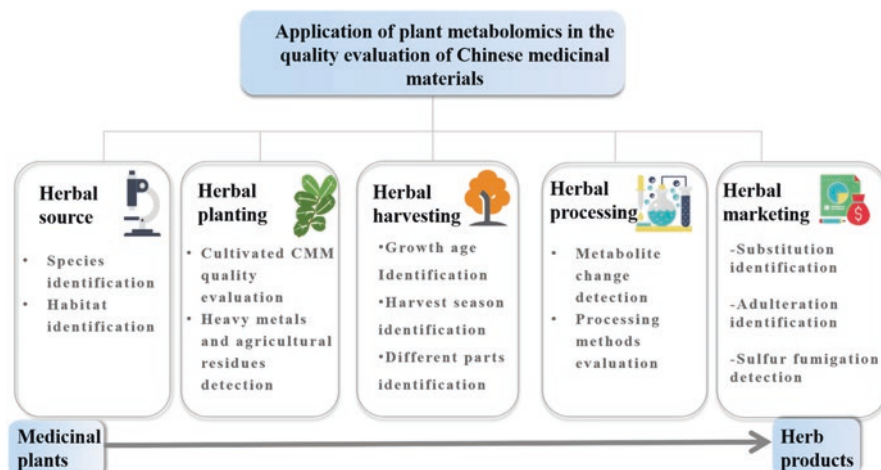 Application of plant metabolomics in the
quality evaluation of Chinese medicinal
materials
Herbal
source
• Species
identification
• Habitat
identification
Herbal
planting
• Cultivated CMM
quality
evaluation
• Heavy metals
and agricultural
residues
detection
Herbal
harvesting
•Growth age
Identification
•Harvest season
identification
•Different parts
identification
Herbal
processing
• Metabolite
change
detection
• Processing
methods
evaluation
Herbal
marketing
-Substitution
identification
-Adulteration
identification
-Sulfur fumigation
detection
Medicinal
plants
Herb
products